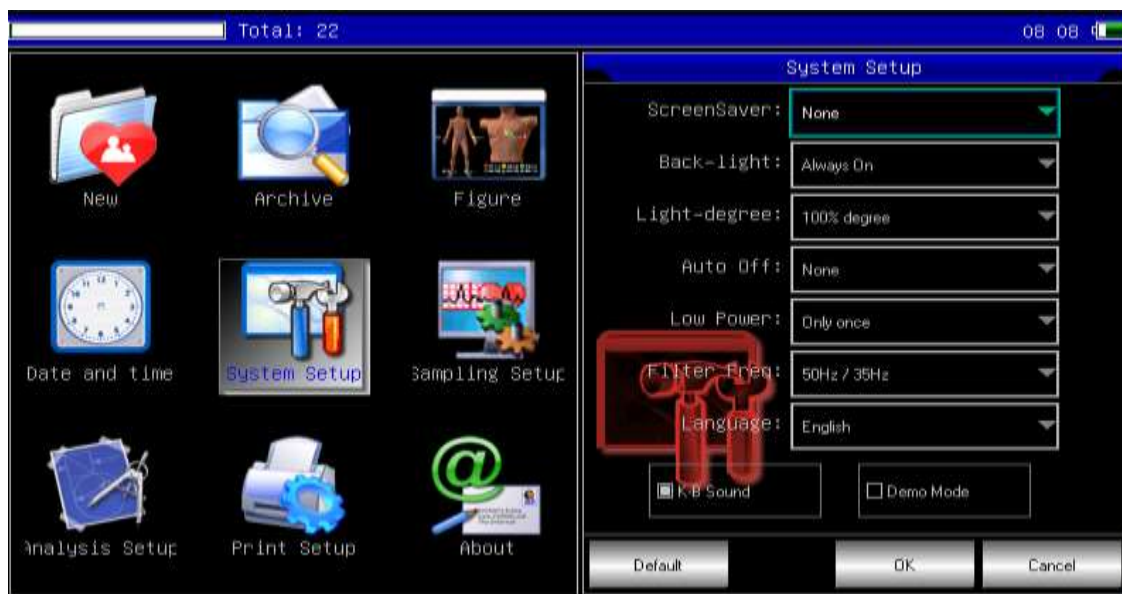 Total: 22
08 08
New
Archive
Figure
Date and time
System Setup
Sampling Setup
Analysis Setup
Print Setup
About
System Setup
ScreenSaver: None
Back-light: Always On
Light-degree: 100% degree
Auto Off: None
Low Power: Only once
Filter Freq: 50Hz / 35Hz
Language: English
K-B Sound
Demo Mode
Default
OK
Cancel